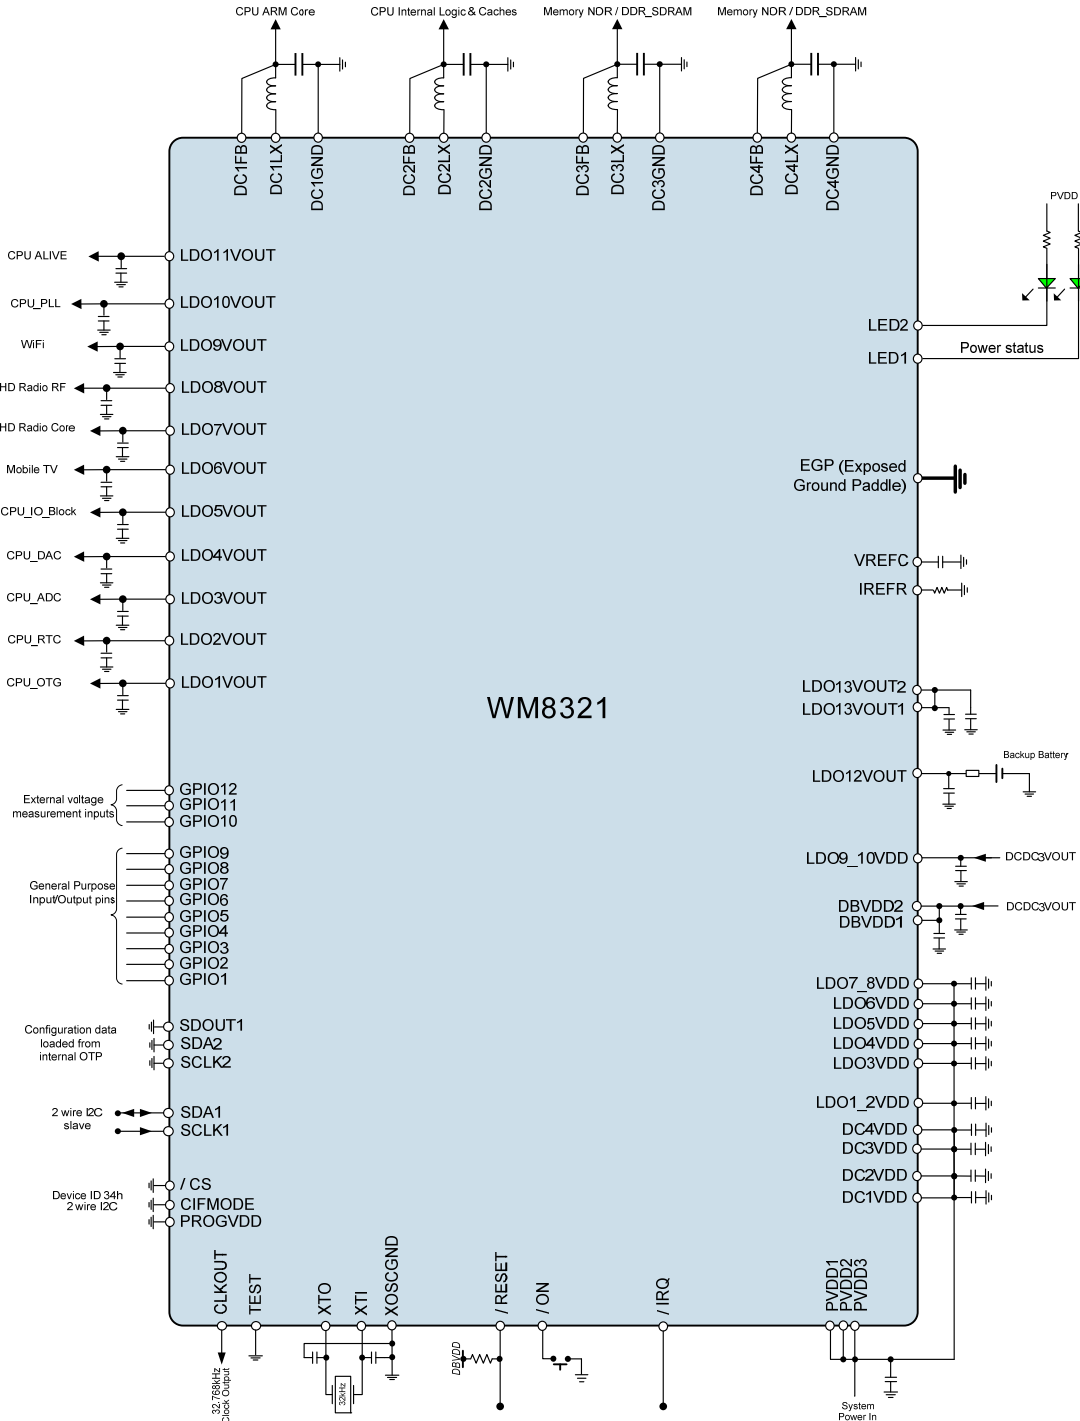 CPU ARM Core
CPU Internal Logic & Caches
Memory NOR / DDR_SDRAM
Memory NOR / DDR_SDRAM
DC1FB
DC1LX
DC1GND
DC2FB
DC2LX
DC2GND
DC3FB
DC3LX
DC3GND
DC4FB
DC4LX
DC4GND
PVDD
CPU ALIVE
LDO11VOUT
CPU_PLL
LDO10VOUT
LED2
WiFi
LDO9VOUT
Power status
LED1
HD Radio RF
LDO8VOUT
HD Radio Core
LDO7VOUT
Mobile TV
LDO6VOUT
EGP (Exposed
Ground Paddle)
CPU_IO_Block
LDO5VOUT
CPU_DAC
LDO4VOUT
VREFC
CPU_ADC
LDO3VOUT
IREFR
CPU_RTC
LDO2VOUT
CPU_OTG
LDO1VOUT
LDO13VOUT2
LDO13VOUT1
WM8321
Backup Battery
LDO12VOUT
External voltage
measurement inputs
GPIO12
GPIO11
GPIO10
General Purpose
Input/Output pins
GPIO9
GPIO8
GPIO7
GPIO6
GPIO5
GPIO4
GPIO3
GPIO2
GPIO1
LDO9_10VDD
DCDC3VOUT
DBVDD2
DCDC3VOUT
DBVDD1
LDO7_8VDD
LDO6VDD
LDO5VDD
LDO4VDD
LDO3VDD
LDO1_2VDD
DC4VDD
DC3VDD
DC2VDD
DC1VDD
Configuration data
loaded from
internal OTP
SDOUT1
SDA2
SCLK2
2 wire I2C
slave
SDA1
SCLK1
Device ID 34h
2 wire I2C
/ CS
CIFMODE
PROGVDD
CLKOUT
TEST
XTO
XTI
XOSCGND
/ RESET
/ ON
/ IRQ
PVDD1
PVDD2
PVDD3
32.768kHz
Clock Output
32kHz
DBVDD
System
Power In